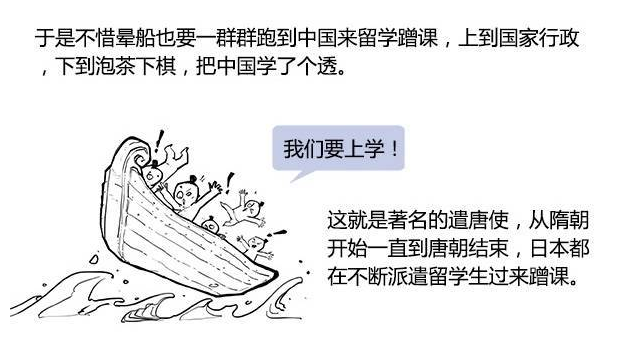 于是不惜晕船也要一群群跑到中国来留学蹭课，上到国家行政
，下到泡茶下棋，把中国学了个透。
我们要上学！
这就是著名的遣唐使，从隋朝
开始一直到唐朝结束，日本都
在不断派遣留学生过来蹭课。